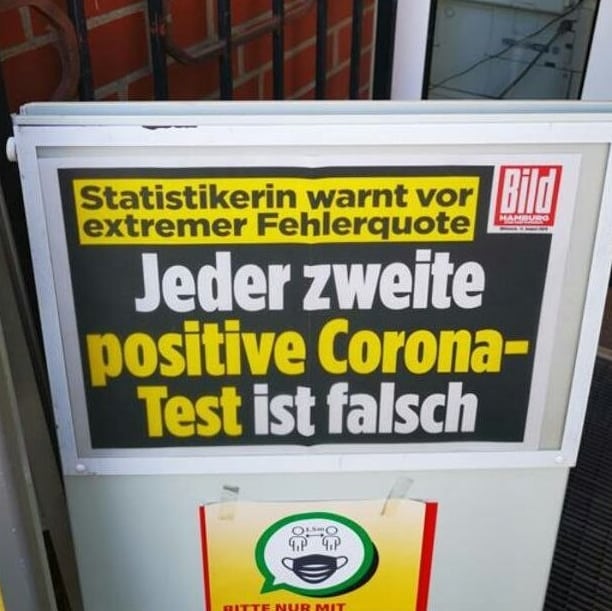 Statistikerin warnt vor
extremer Fehlerquote
Bild
HAMBURG
Jeder zweite
positive Corona-
Test ist falsch
1,5m
BITTE NUR MIT